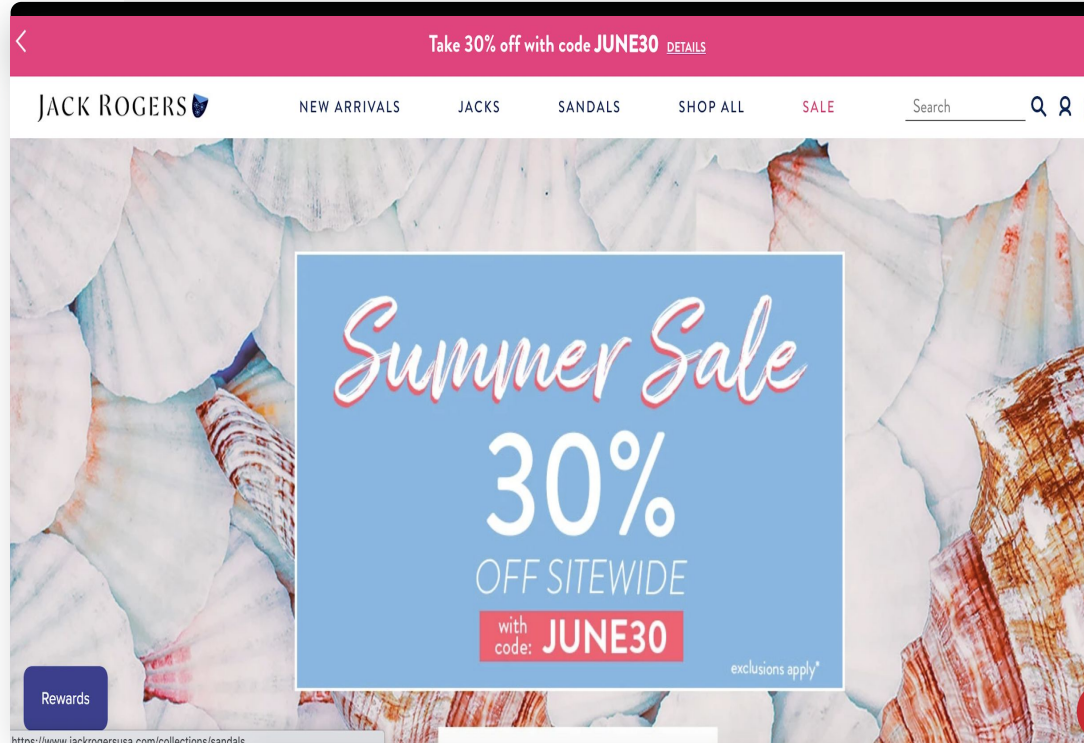 Take 30% off with code JUNE30 DETAILS
JACK ROGERS
NEW ARRIVALS JACKS SANDALS SHOP ALL SALE Search
Summer Sale
30%
OFF SITEWIDE
with code: JUNE30
exclusions apply*
Rewards
https://www.jackrogersusa.com/collections/sandals